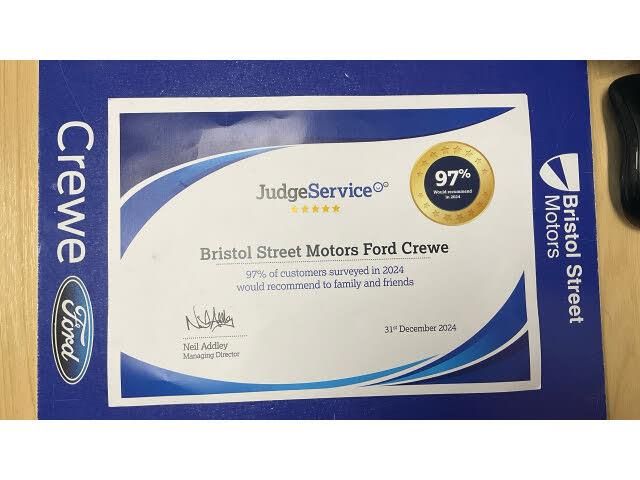 Crewe
Ford
JudgeService
97%
Would recommend
in 2024
Bristol Street Motors Ford Crewe
97% of customers surveyed in 2024
would recommend to family and friends
Neil Addley
Managing Director
31st December 2024
Bristol Street
Motors